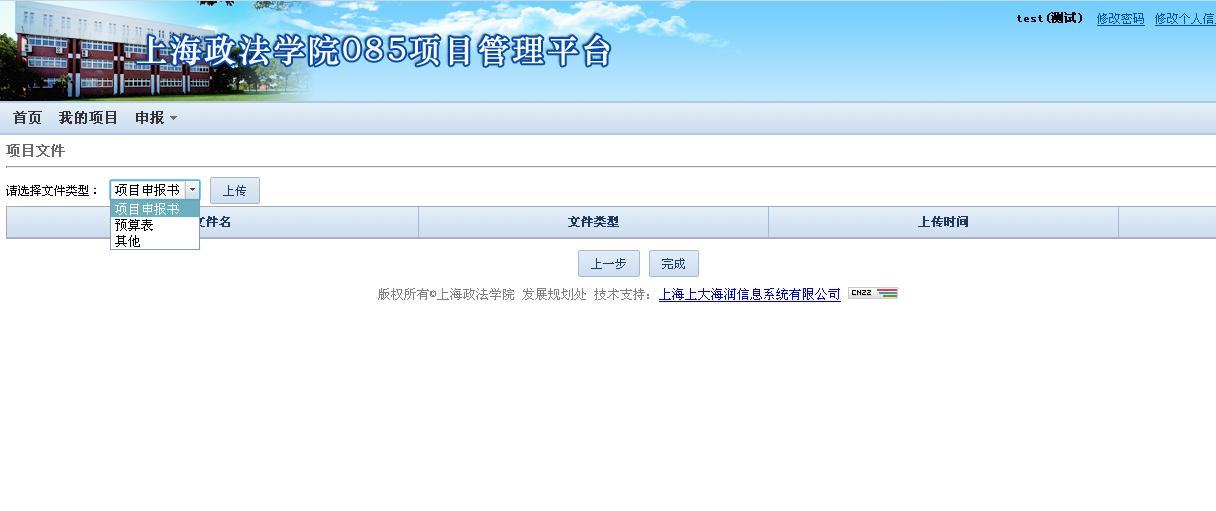 test(测试) 修改密码 修改个人信
上海政法学院085项目管理平台
首页 我的项目 申报
项目文件
请选择文件类型： 项目申报书 上传
项目申报书
预算表
其他
文件名 文件类型 上传时间
上一步 完成
版权所有©上海政法学院 发展规划处 技术支持：上海上大海润信息系统有限公司 CNZZ